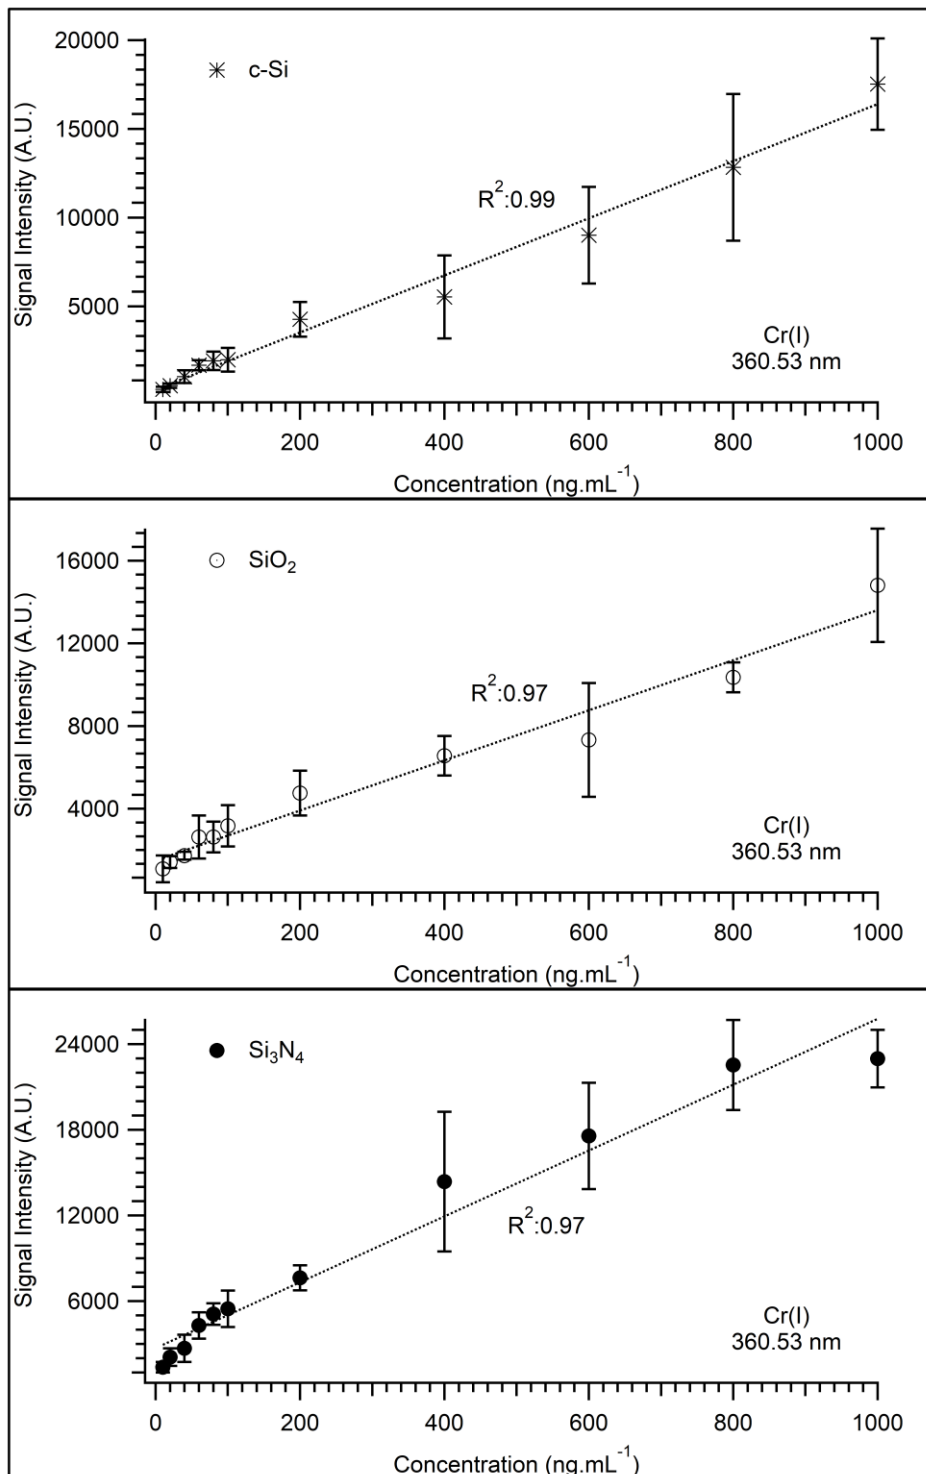 20000
c-Si
15000
R²:0.99
10000
5000
Signal Intensity (A.U.)
Cr(I)
360.53 nm
0 200 400 600 800 1000
Concentration (ng.mL⁻¹)
16000
SiO₂
12000
R²:0.97
8000
4000
Signal Intensity (A.U.)
Cr(I)
360.53 nm
0 200 400 600 800 1000
Concentration (ng.mL⁻¹)
24000
Si₃N₄
18000
12000
R²:0.97
6000
Signal Intensity (A.U.)
Cr(I)
360.53 nm
0 200 400 600 800 1000
Concentration (ng.mL⁻¹)